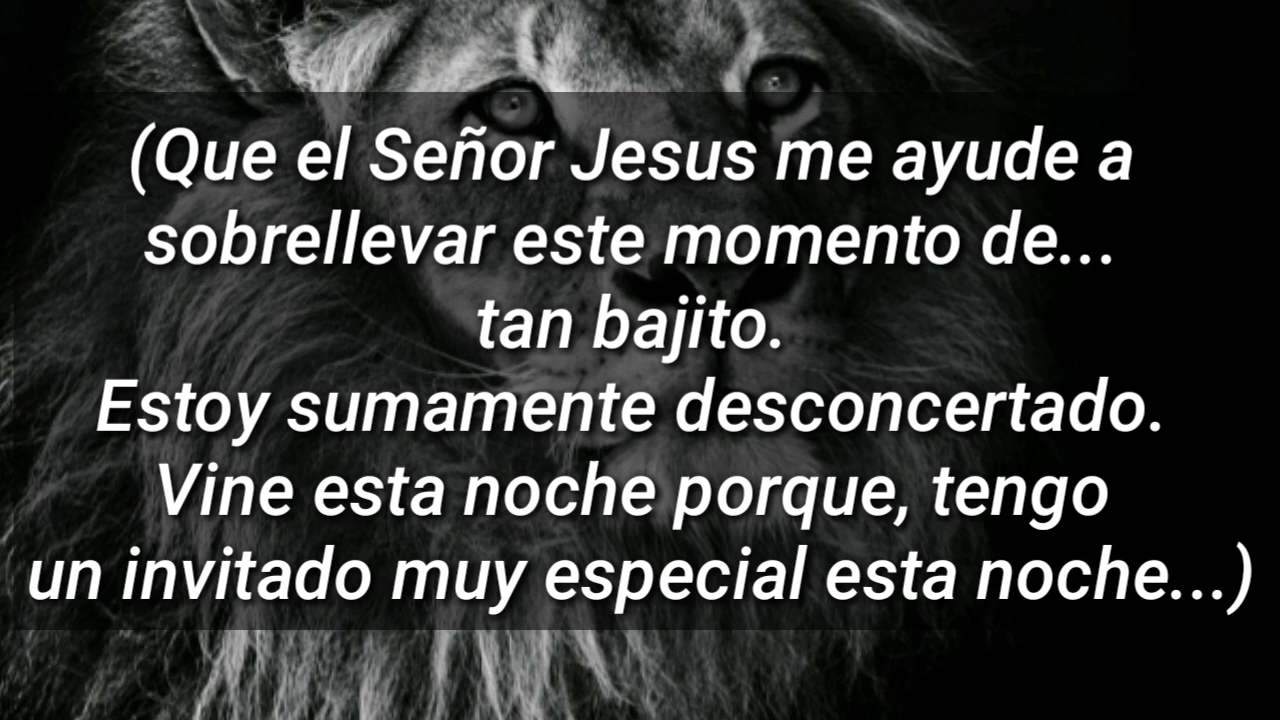 (Que el Señor Jesus me ayude a
sobrellevar este momento de...
tan bajito.
Estoy sumamente desconcertado.
Vine esta noche porque, tengo
un invitado muy especial esta noche...)